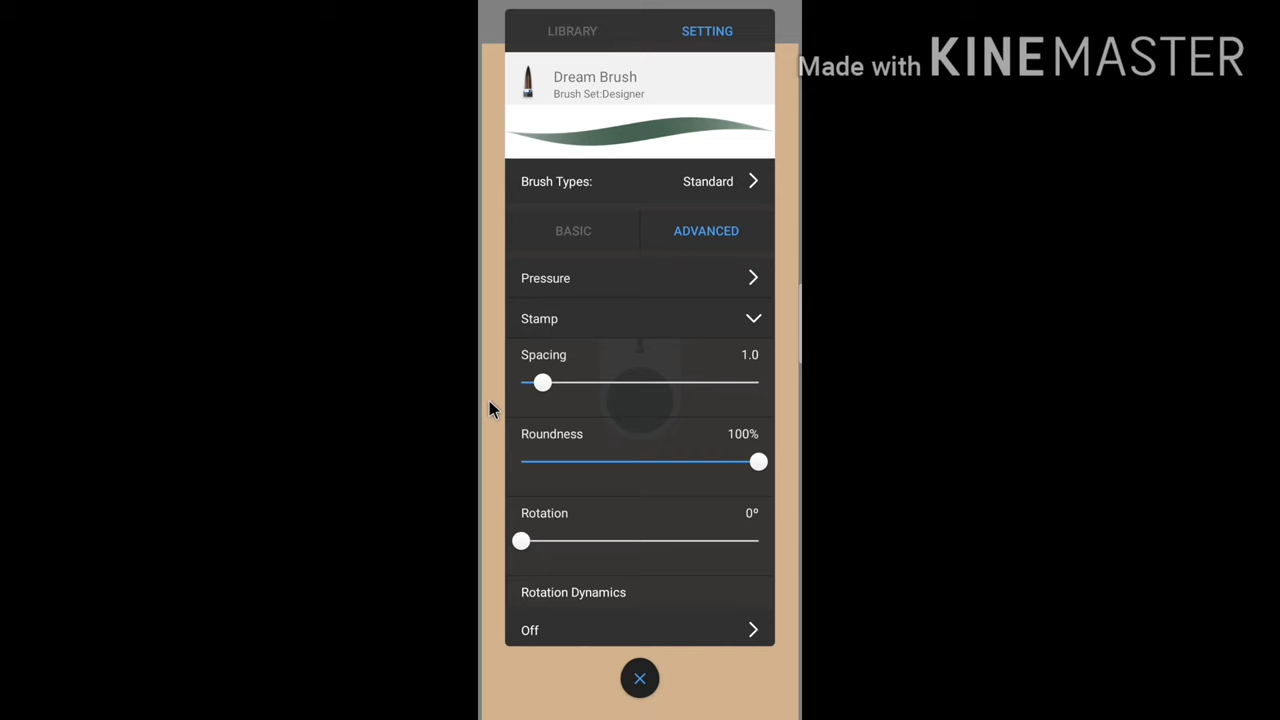 LIBRARY SETTING
Made with KINEMASTER
Dream Brush
Brush Set:Designer
Brush Types: Standard
BASIC ADVANCED
Pressure
Stamp
Spacing 1.0
Roundness 100%
Rotation 0º
Rotation Dynamics
Off